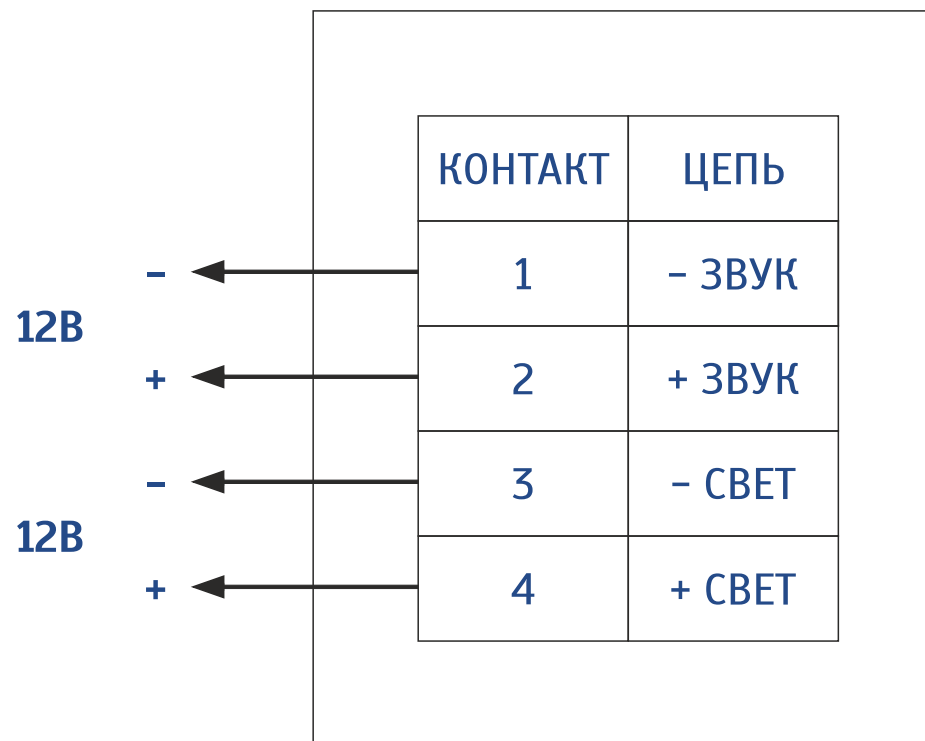 КОНТАКТ ЦЕПЬ
– 1 – ЗВУК
12В
+ 2 + ЗВУК
– 3 – СВЕТ
12В
+ 4 + СВЕТ